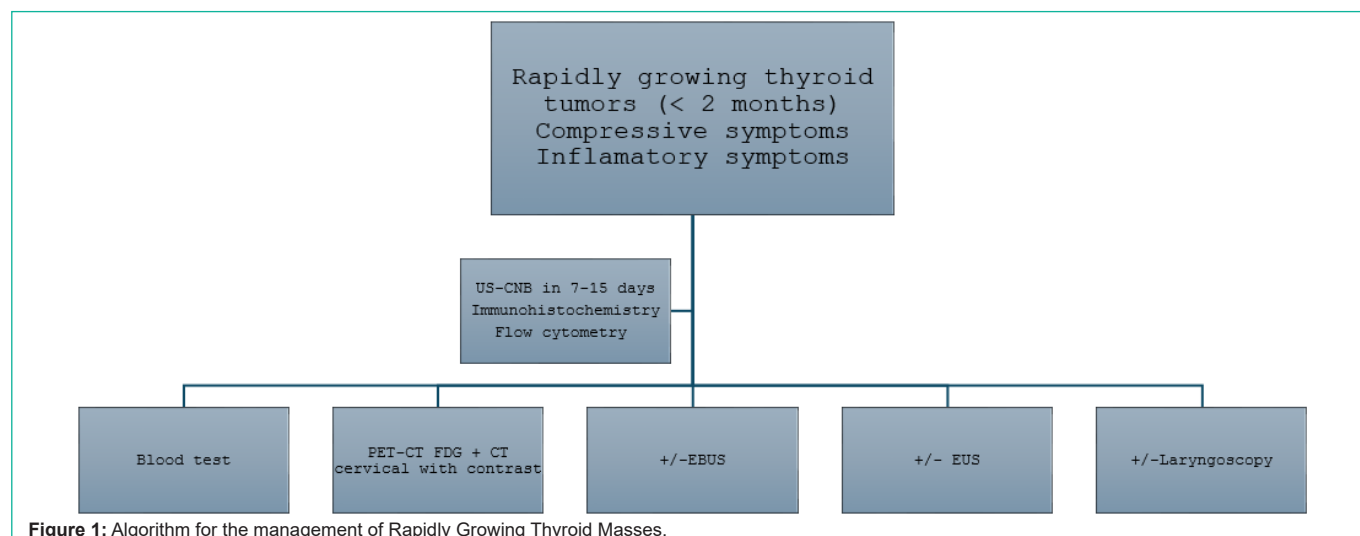 Rapidly growing thyroid
tumors (< 2 months)
Compressive symptoms
Inflamatory symptoms
US-CNB in 7-15 days
Immunohistochemistry
Flow cytometry
Blood test
PET-CT FDG + CT
cervical with contrast
+/-EBUS
+/- EUS
+/-Laryngoscopy
Figure 1: Algorithm for the management of Rapidly Growing Thyroid Masses.